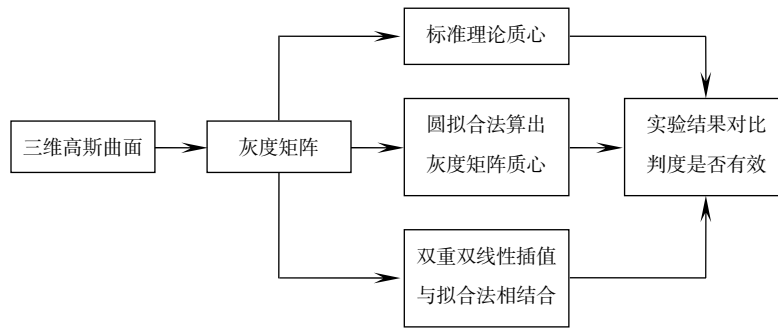 标准理论质心
三维高斯曲面
灰度矩阵
圆拟合法算出
灰度矩阵质心
实验结果对比
判度是否有效
双重双线性插值
与拟合法相结合